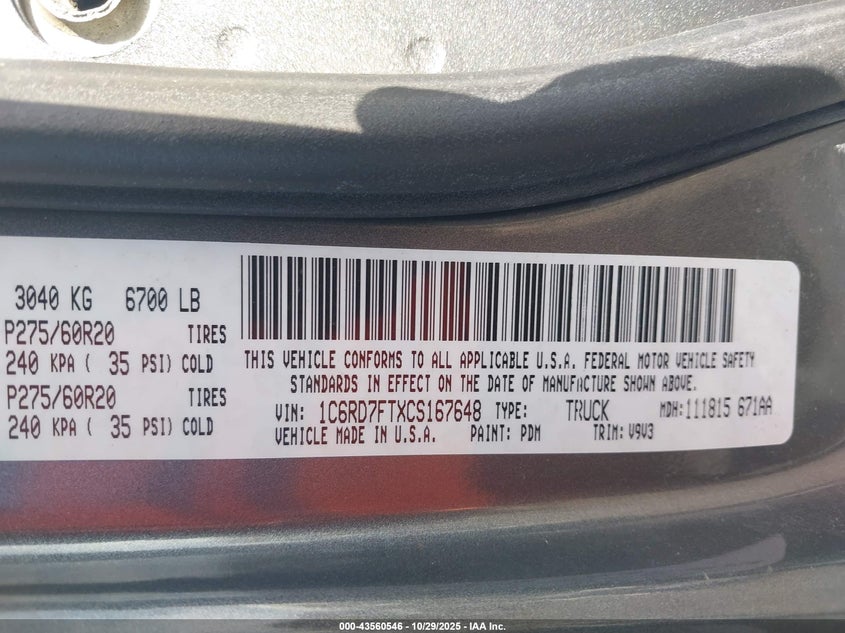 3040 KG 6700 LB
P275/60R20 TIRES
240 KPA ( 35 PSI) COLD
P275/60R20 TIRES
240 KPA ( 35 PSI) COLD
THIS VEHICLE CONFORMS TO ALL APPLICABLE U.S.A. FEDERAL MOTOR VEHICLE SAFETY
STANDARDS IN EFFECT ON THE DATE OF MANUFACTURE SHOWN ABOVE.
VIN: 1C6RD7FTXCS167648 TYPE: TRUCK MDH: 111815 671AA
VEHICLE MADE IN U.S.A. PAINT: PDM TRIM: V9V3
000-43560546 - 10/29/2025 - IAA Inc.